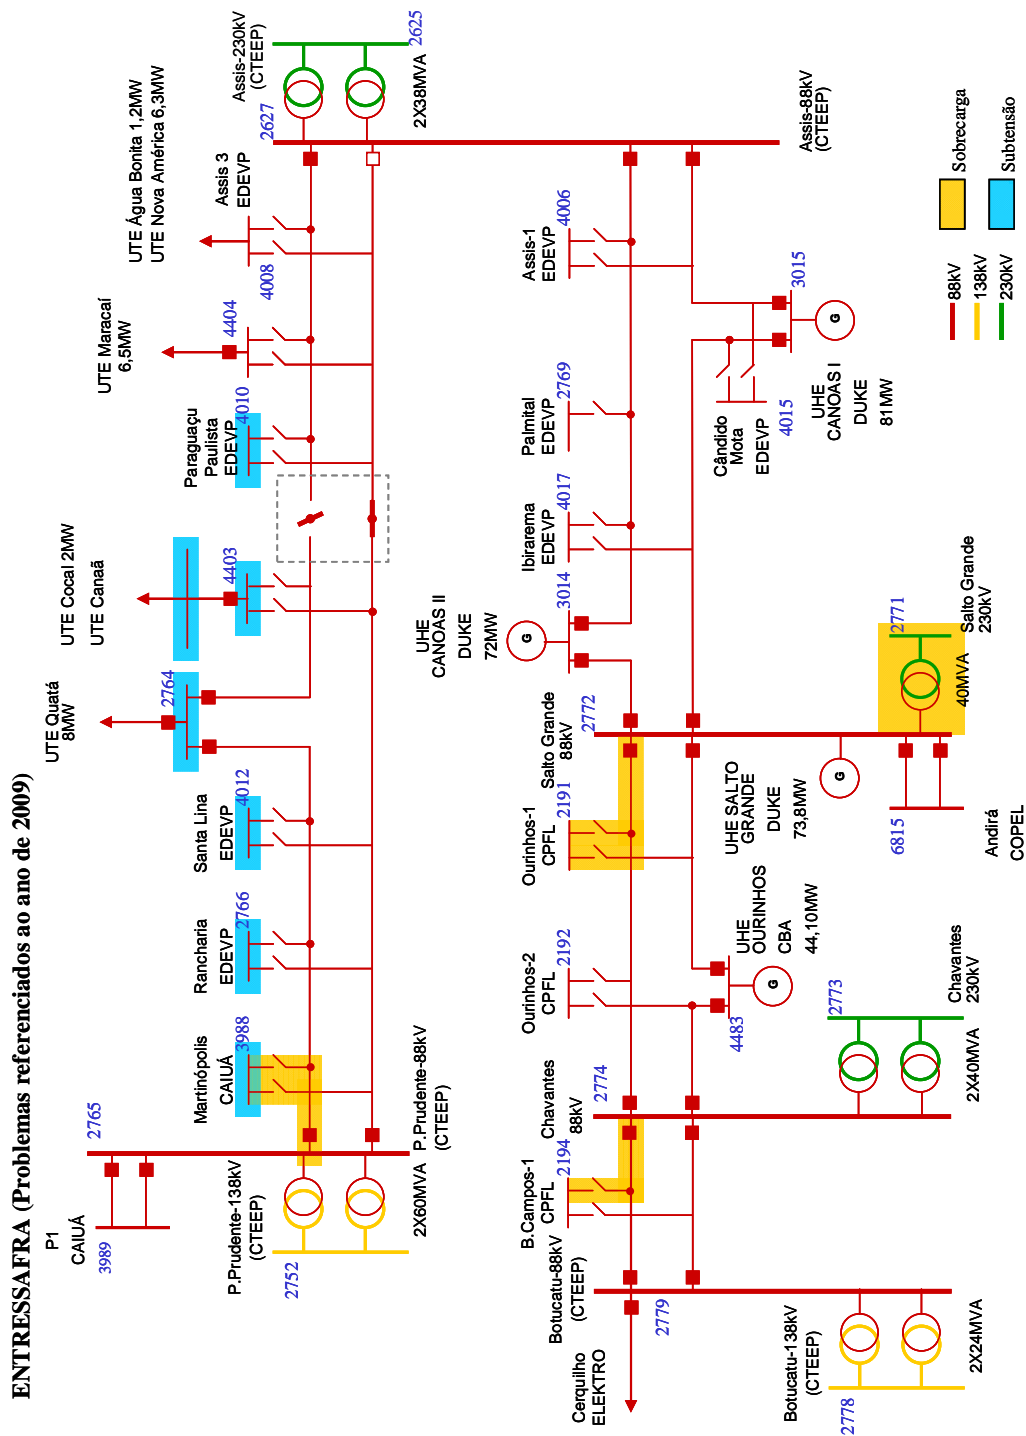 ENTRESSAFRA (Problemas referenciados ao ano de 2009)
P1
CAIUÁ
3989
2765
P.Prudente-138kV
(CTEEP)
2752
2X60MVA
P.Prudente-88kV
(CTEEP)
Martinópolis
CAIUÁ
3988
Rancharia
EDEVP
2766
Santa Lina
EDEVP
4012
UTE Quatá
8MW
2764
UTE Cocal 2MW
UTE Canaã
4403
Paraguaçu
Paulista
EDEVP
4010
UTE Maracaí
6,5MW
4404
UTE Água Bonita 1,2MW
UTE Nova América 6,3MW
Assis 3
EDEVP
4008
Assis-230kV
(CTEEP)
2627
2625
2X38MVA
Assis-88kV
(CTEEP)
Cerquilho
ELEKTRO
Botucatu-88kV
(CTEEP)
2779
Botucatu-138kV
(CTEEP)
2778
2X24MVA
B.Campos-1
CPFL
2194
Chavantes
88kV
2774
Ourinhos-2
CPFL
2192
4483
UHE
OURINHOS
CBA
44,10MW
G
2773
Chavantes
230kV
2X40MVA
Ourinhos-1
CPFL
2191
Salto Grande
88kV
2772
UHE SALTO
GRANDE
DUKE
73,8MW
G
6815
Andirá
COPEL
2771
Salto Grande
230kV
40MVA
UHE
CANOAS II
DUKE
72MW
G
3014
Ibirarema
EDEVP
4017
Palmital
EDEVP
2769
Assis-1
EDEVP
4006
Cândido
Mota
EDEVP
4015
UHE
CANOAS I
DUKE
81MW
G
3015
88kV
138kV
230kV
Sobrecarga
Subtensão